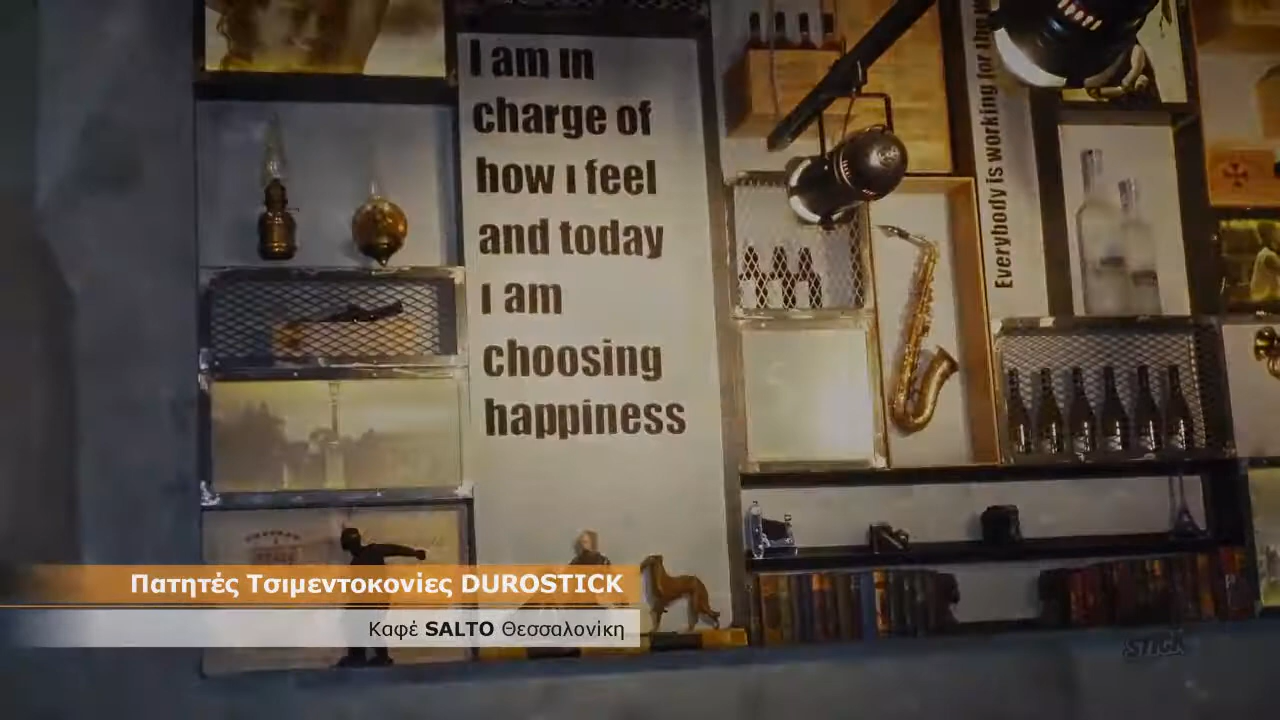 I am ın
charge of
how ı feel
and today
ı am
choosing
happiness
Everybody is working for the
Πατητές Τσιμεντοκονίες DUROSTICK
Καφέ SALTO Θεσσαλονίκη
STICK